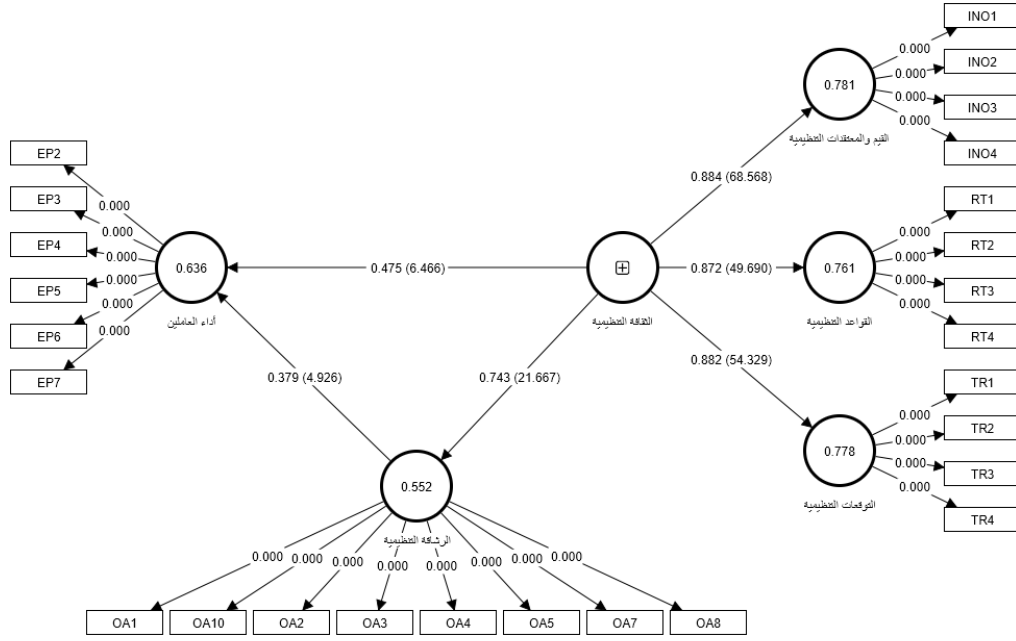 INO1
0.000
INO2
0.000
0.781
0.000
INO3
0.000
INO4
القيم والمعتقدات التنظيمية
EP2
0.884 (68.568)
0.000
EP3
RT1
0.000
0.000
EP4
0.000
RT2
0.000
0.636
0.475 (6.466)
0.872 (49.690)
0.761
0.000
EP5
0.000
RT3
0.000
0.000
EP6
0.000
RT4
أداء العاملين
الثقافة التنظيمية
القواعد التنظيمية
EP7
0.882 (54.329)
0.379 (4.926)
0.743 (21.667)
TR1
0.000
TR2
0.000
0.778
0.000
TR3
0.000
TR4
التوقعات التنظيمية
0.552
الرشاقة التنظيمية
0.000
0.000
0.000
0.000
0.000
0.000
0.000
0.000
OA1
OA10
OA2
OA3
OA4
OA5
OA7
OA8